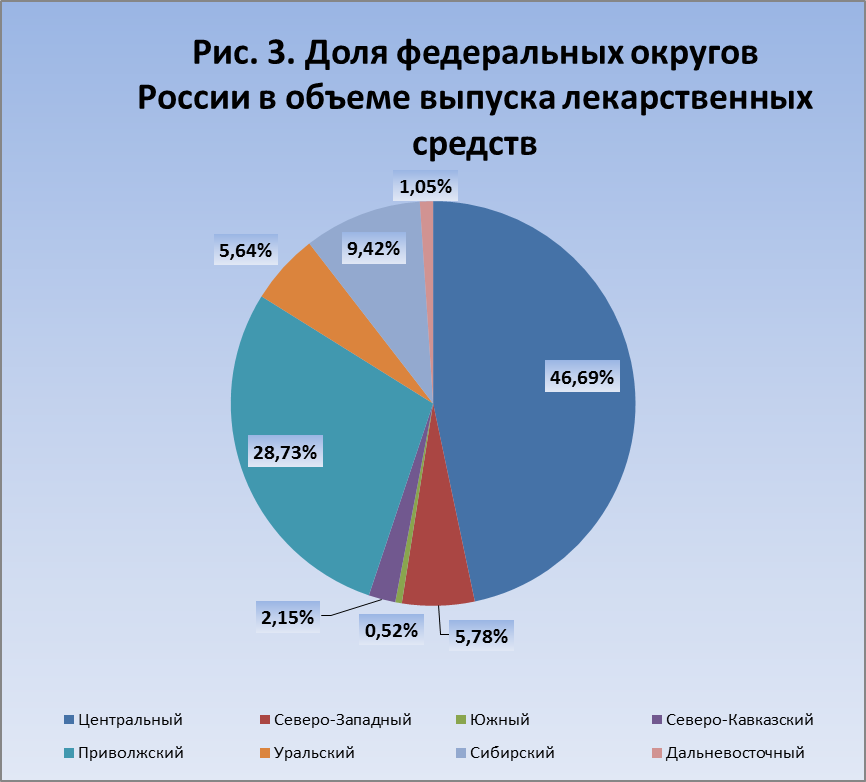 Рис. 3. Доля федеральных округов
России в объеме выпуска лекарственных
средств
1,05%
9,42%
5,64%
46,69%
28,73%
2,15%
0,52%
5,78%
Центральный
Северо-Западный
Южный
Северо-Кавказский
Приволжский
Уральский
Сибирский
Дальневосточный